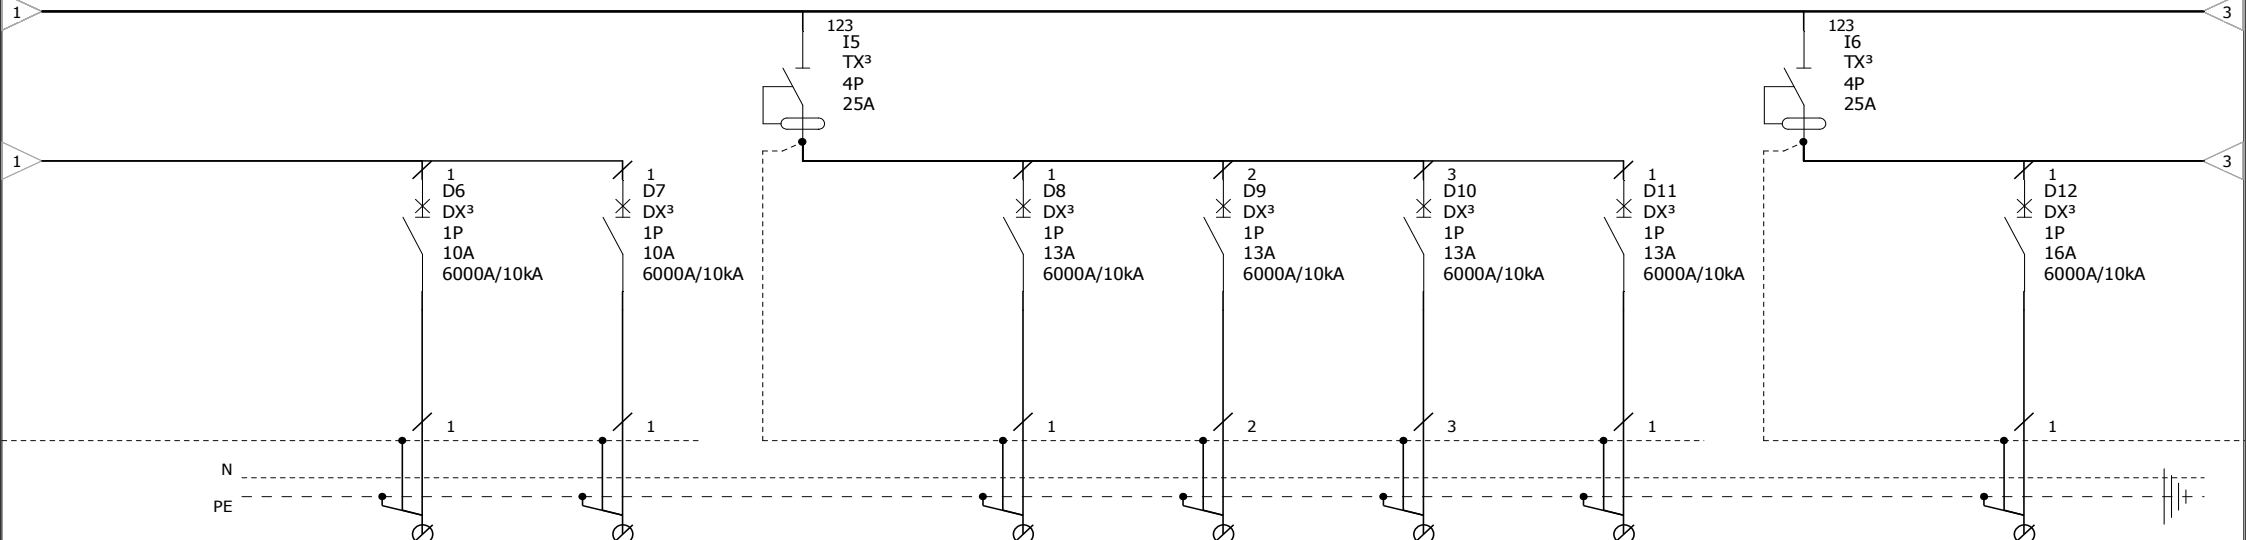 1
3
123
I5
TX³
4P
25A
123
I6
TX³
4P
25A
1
3
1
D6
DX³
1P
10A
6000A/10kA
1
D7
DX³
1P
10A
6000A/10kA
1
D8
DX³
1P
13A
6000A/10kA
2
D9
DX³
1P
13A
6000A/10kA
3
D10
DX³
1P
13A
6000A/10kA
1
D11
DX³
1P
13A
6000A/10kA
1
D12
DX³
1P
16A
6000A/10kA
1
1
1
2
3
1
1
N
PE